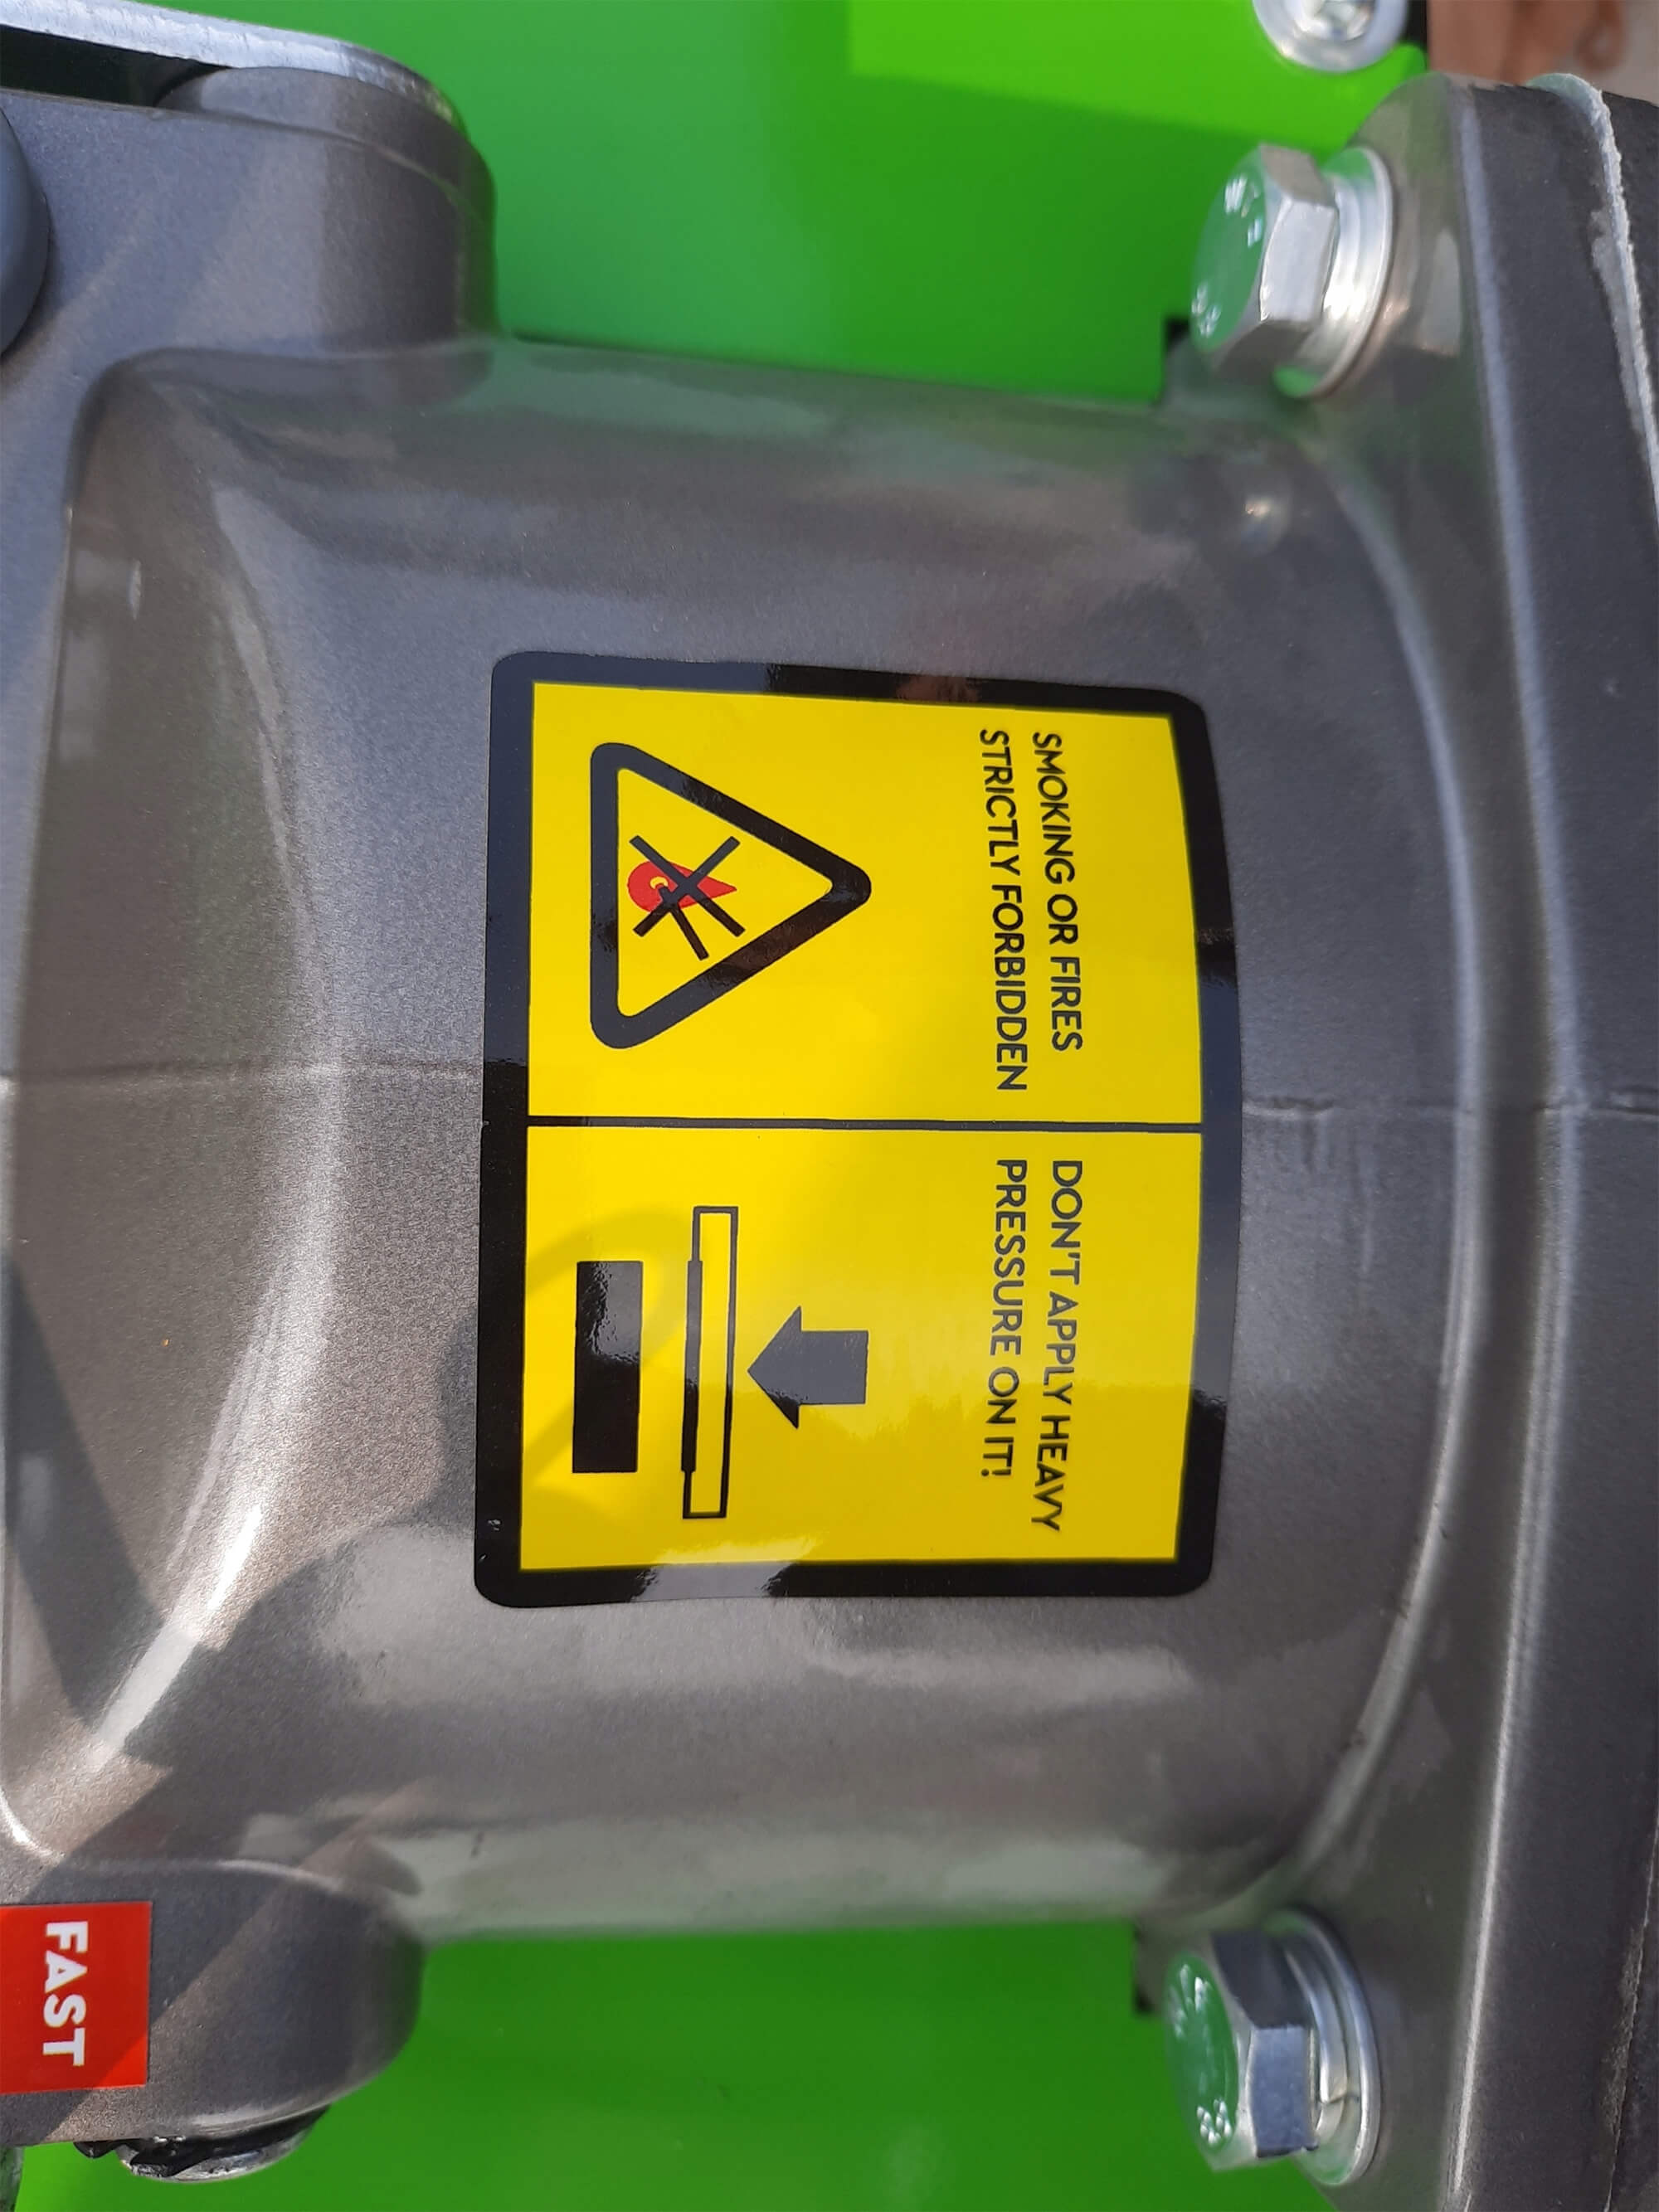 SMOKING OR FIRES
STRICTLY FORBIDDEN
DON'T APPLY HEAVY
PRESSURE ON IT!
FAST